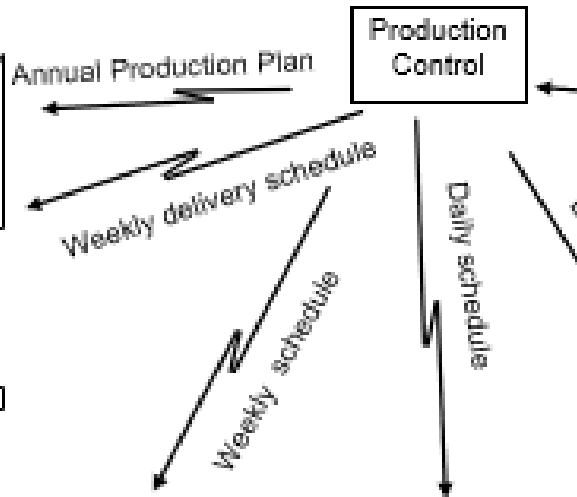 Production
Control
Annual Production Plan
Weekly delivery schedule
Weekly schedule
Daily schedule